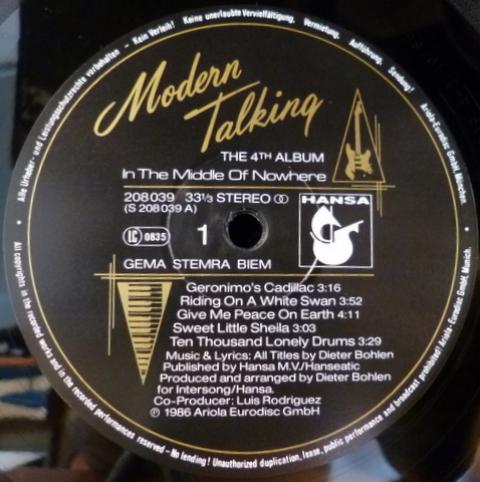 Alle Urheber- und Leistungsschutzrechte vorbehalten - Kein Verleih! Keine unerlaubte Vervielfältigung, Vermietung, Aufführung, Sendung! Ariola-Eurodisc GmbH, München.
Modern
Talking
THE 4TH ALBUM
In The Middle Of Nowhere
208 039 33⅓ STEREO
(S 208 039 A)
HANSA
LC 0835
1
GEMA STEMRA BIEM
Geronimo's Cadillac 3:16
Riding On A White Swan 3:52
Give Me Peace On Earth 4:11
Sweet Little Sheila 3:03
Ten Thousand Lonely Drums 3:29
Music & Lyrics: All Titles by Dieter Bohlen
Published by Hansa M.V./Hanseatic
Produced and arranged by Dieter Bohlen
for Intersong/Hansa.
Co-Producer: Luis Rodriguez
℗ 1986 Ariola Eurodisc GmbH
All copyrights in the recorded works and in the recorded performances reserved - No lending! Unauthorized duplication, lease, public performance and broadcast prohibited! Ariola-Eurodisc GmbH, Munich.